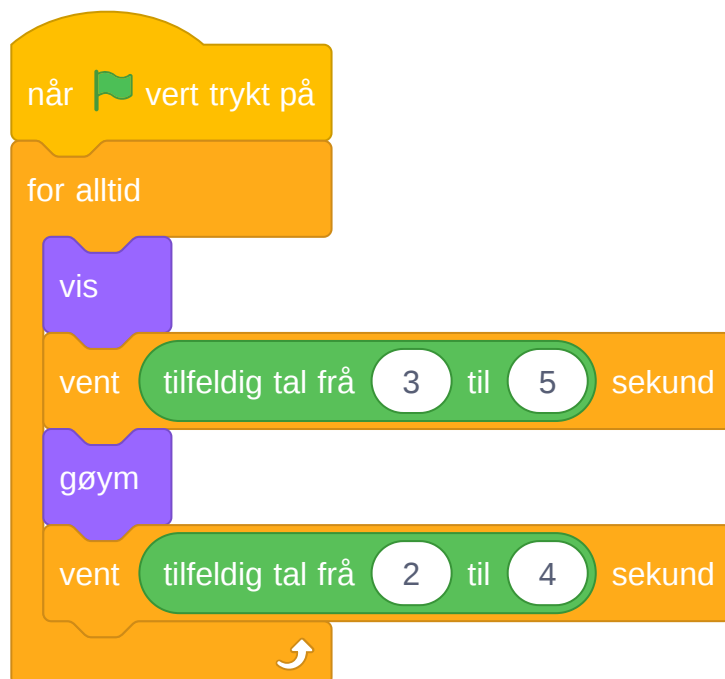 når vert trykt på
for alltid
vis
vent tilfeldig tal frå 3 til 5 sekund
gøym
vent tilfeldig tal frå 2 til 4 sekund